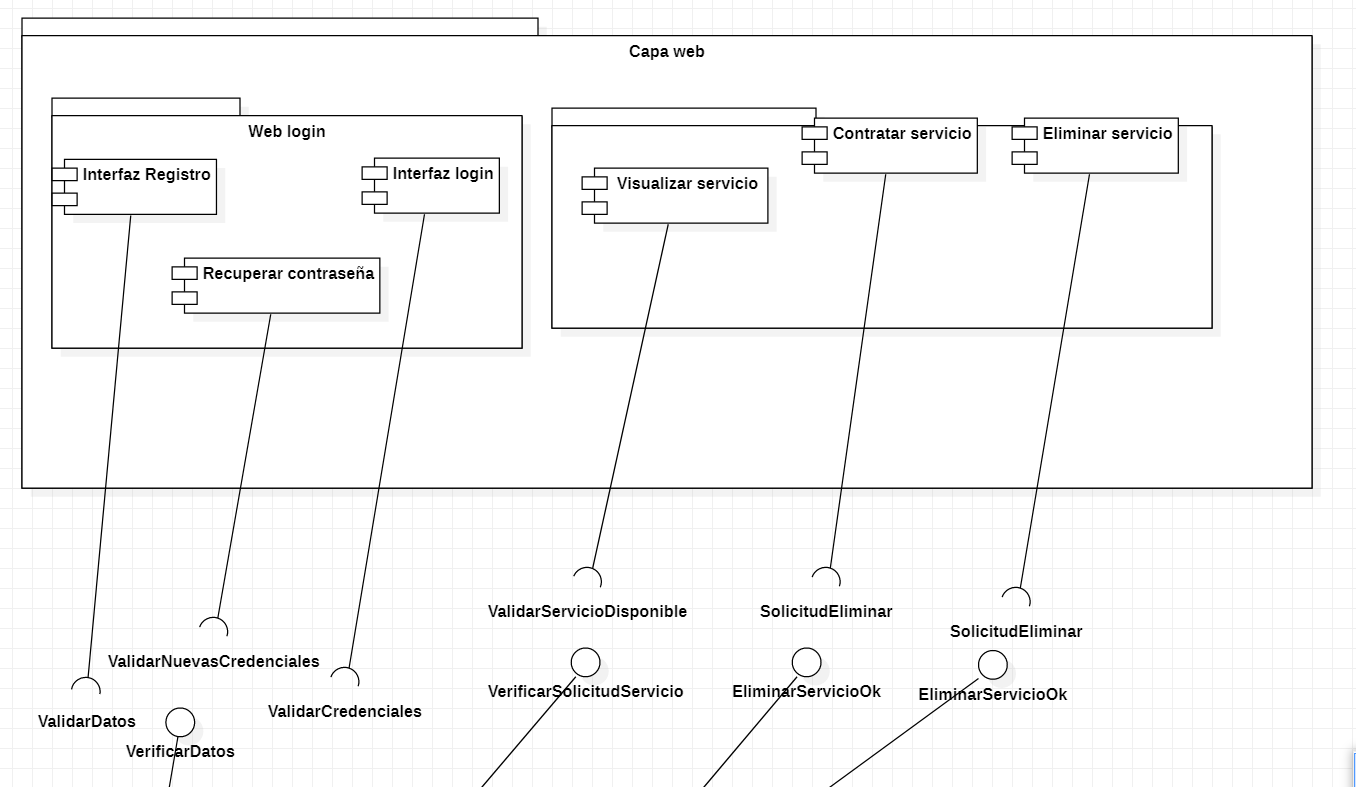 Capa web
Web login
Interfaz Registro
Interfaz login
Recuperar contraseña
Visualizar servicio
Contratar servicio
Eliminar servicio
ValidarServicioDisponible
SolicitudEliminar
SolicitudEliminar
ValidarNuevasCredenciales
VerificarSolicitudServicio
EliminarServicioOk
EliminarServicioOk
ValidarCredenciales
ValidarDatos
VerificarDatos